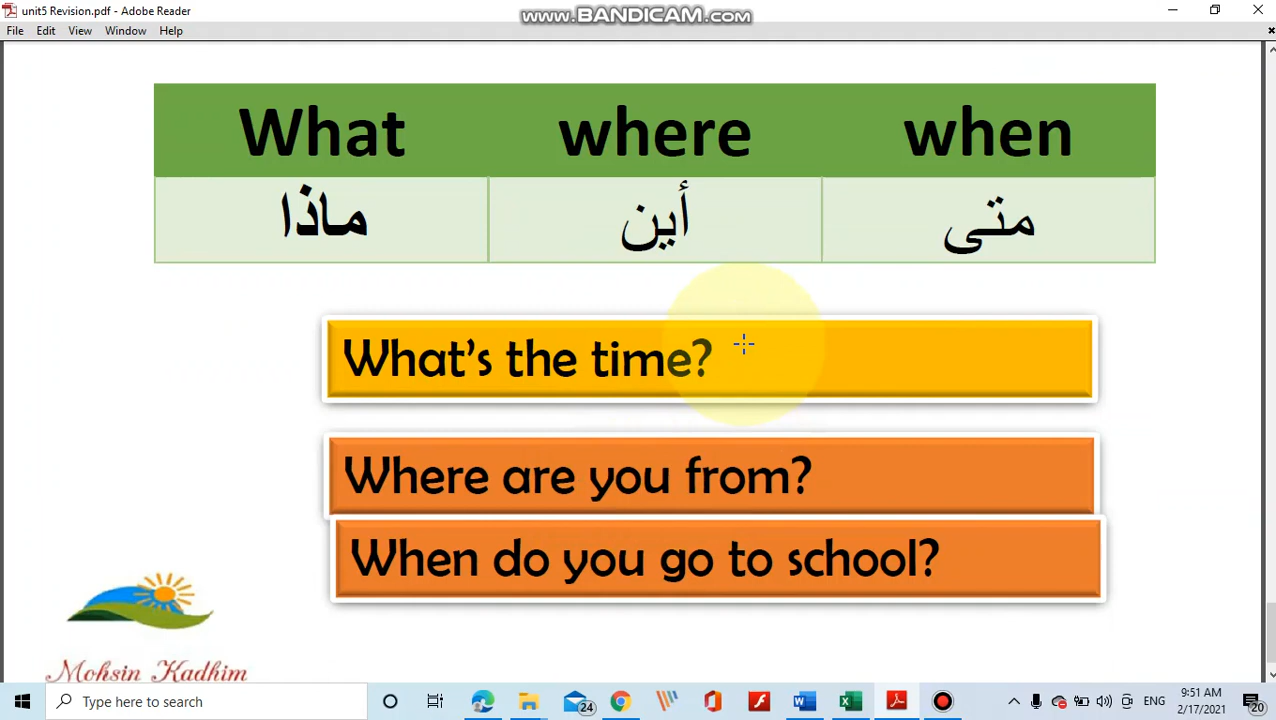 unit5 Revision.pdf - Adobe Reader
www.BANDICAM.com
File Edit View Window Help
What where when
ماذا أين متى
What's the time?
Where are you from?
When do you go to school?
Mohsin Kadhim
Type here to search
24
ENG
9:51 AM
2/17/2021
20